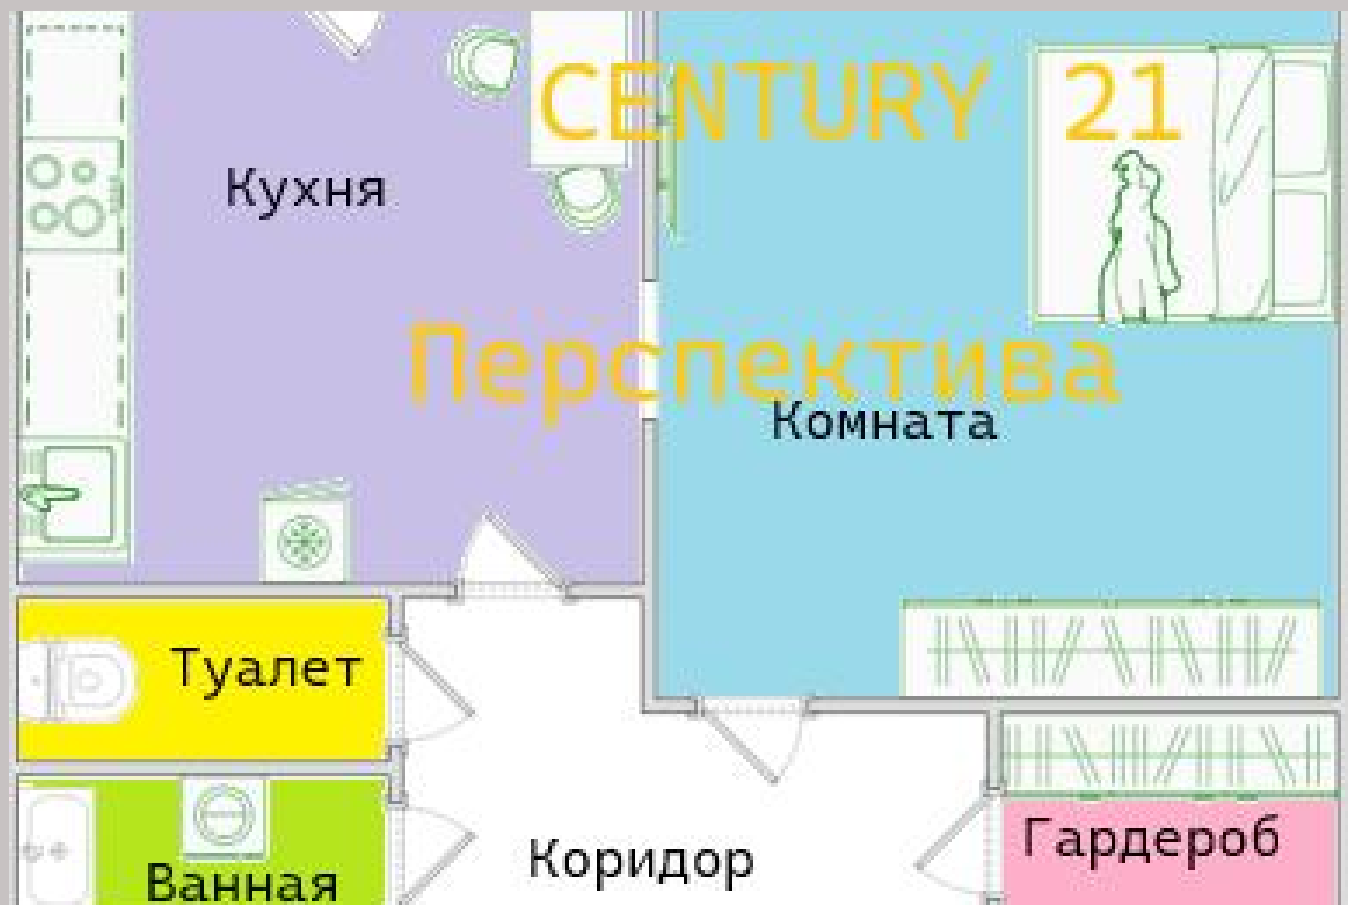 CENTURY 21
Кухня
Перспектива
Комната
Туалет
Гардероб
Коридор
Ванная